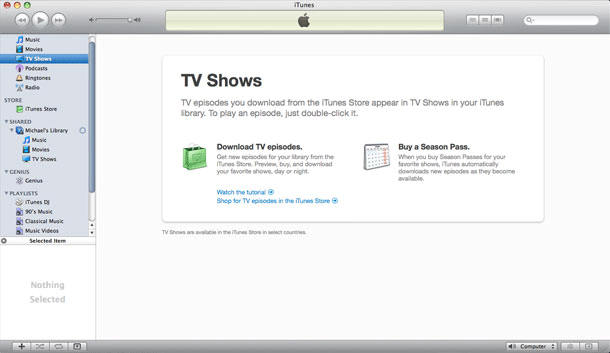 iTunes
Music
Movies
TV Shows
Podcasts
Ringtones
Radio
STORE
iTunes Store
SHARED
Michael's Library
Music
Movies
TV Shows
GENIUS
Genius
PLAYLISTS
iTunes DJ
90's Music
Classical Music
Music Videos
Selected Item
Nothing
Selected
TV Shows
TV episodes you download from the iTunes Store appear in TV Shows in your iTunes
library. To play an episode, just double-click it.
Download TV episodes.
Get new episodes for your library from the
iTunes Store. Preview, buy, and download
your favorite shows, day or night.
Watch the tutorial
Shop for TV episodes in the iTunes Store
Buy a Season Pass.
When you buy Season Passes for your
favorite shows, iTunes automatically
downloads new episodes as they become
available.
TV Shows are available in the iTunes Store in select countries.
Computer